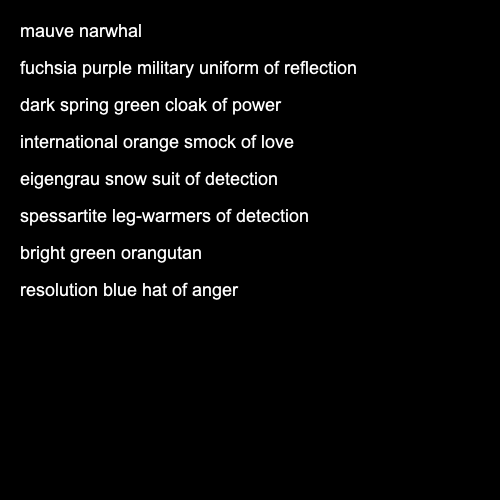 mauve narwhal
fuchsia purple military uniform of reflection
dark spring green cloak of power
international orange smock of love
eigengrau snow suit of detection
spessartite leg-warmers of detection
bright green orangutan
resolution blue hat of anger